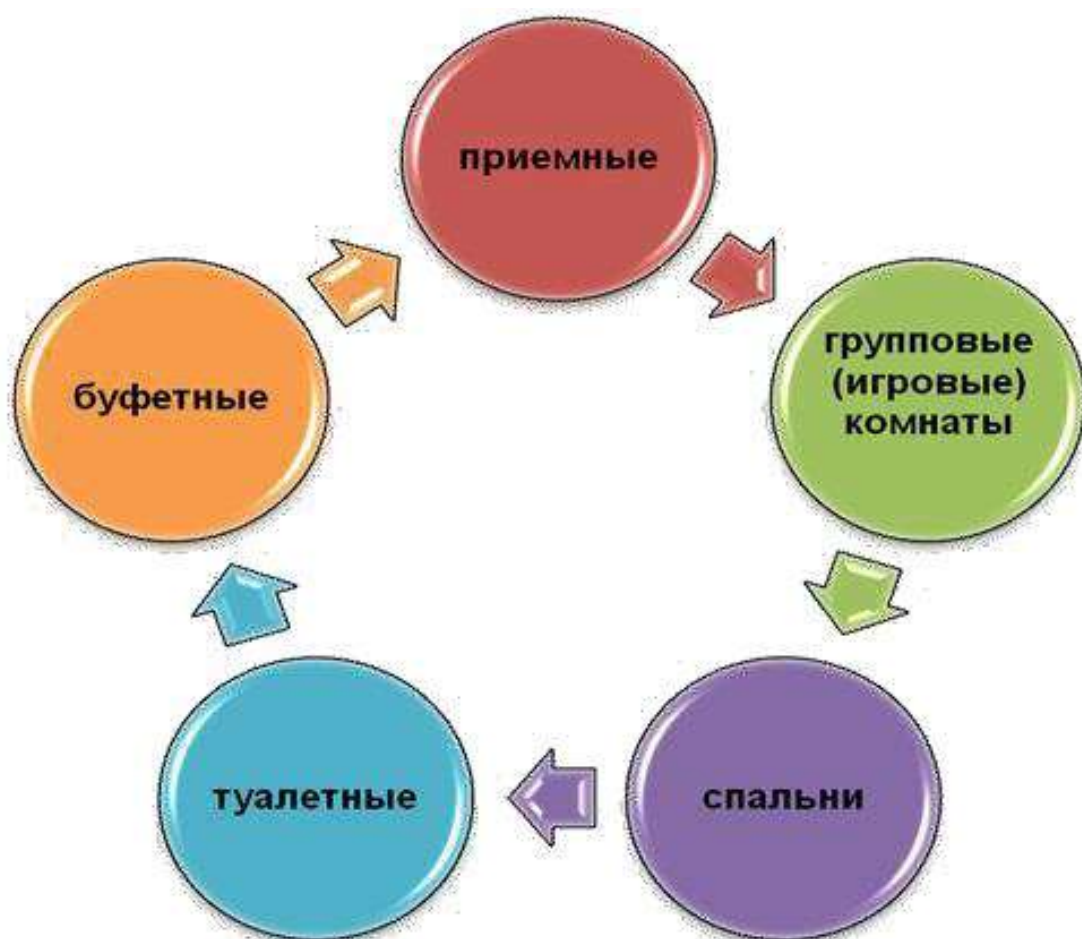 приемные
групповые
(игровые)
комнаты
спальни
туалетные
буфетные